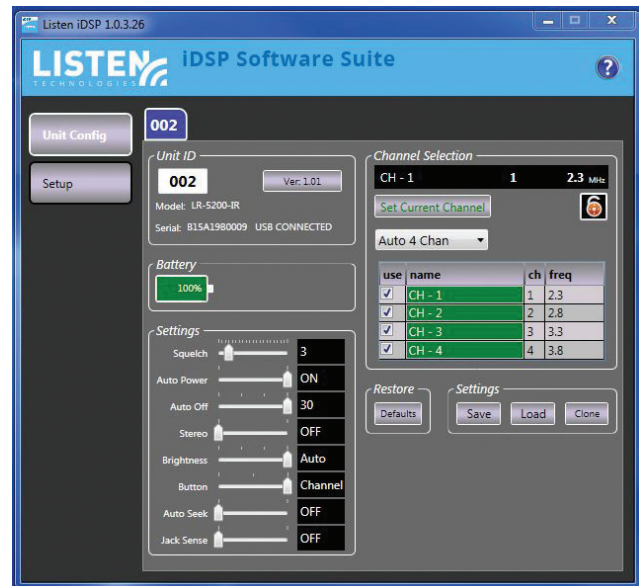 Listen iDSP 1.0.3.26
LISTEN
TECHNOLOGIES
iDSP Software Suite
?
Unit Config
Setup
002
Unit ID
002
Ver: 1.01
Model: LR-5200-IR
Serial: B15A1980009 USB CONNECTED
Battery
100%
Settings
Squelch 3
Auto Power ON
Auto Off 30
Stereo OFF
Brightness Auto
Button Channel
Auto Seek OFF
Jack Sense OFF
Channel Selection
CH - 1 1 2.3 MHz
Set Current Channel
Auto 4 Chan
use name ch freq
CH - 1 1 2.3
CH - 2 2 2.8
CH - 3 3 3.3
CH - 4 4 3.8
Restore
Defaults
Settings
Save Load Clone